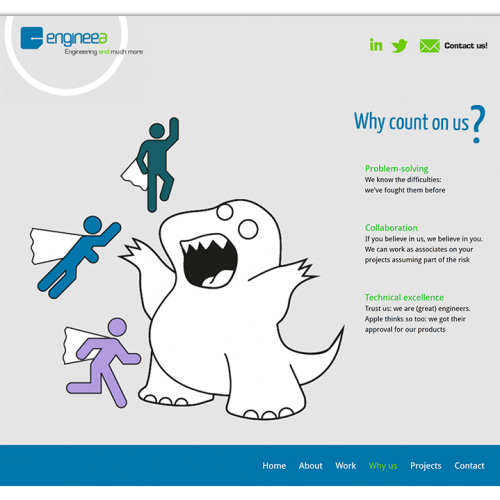 engineea
Engineering and much more
Contact us!
Why count on us?
Problem-solving
We know the difficulties:
we've fought them before
Collaboration
If you believe in us, we believe in you.
We can work as associates on your
projects assuming part of the risk
Technical excellence
Trust us: we are (great) engineers.
Apple thinks so too: we got their
approval for our products
Home About Work Why us Projects Contact